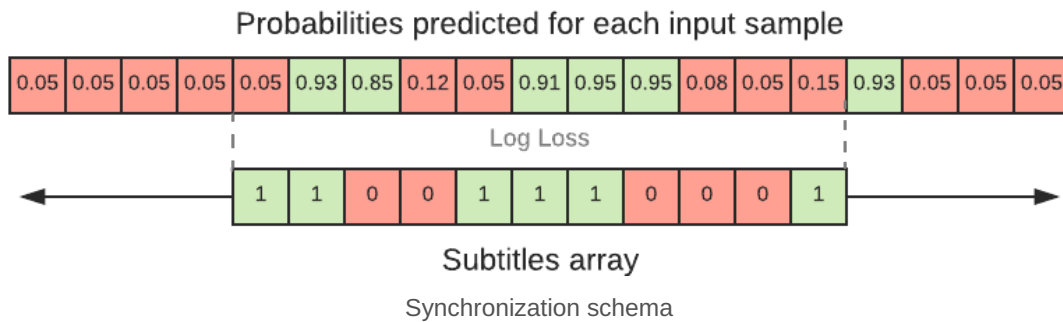 Probabilities predicted for each input sample
0.05 0.05 0.05 0.05 0.05 0.93 0.85 0.12 0.05 0.91 0.95 0.95 0.08 0.05 0.15 0.93 0.05 0.05 0.05
Log Loss
1 1 0 0 1 1 1 0 0 0 1
Subtitles array
Synchronization schema